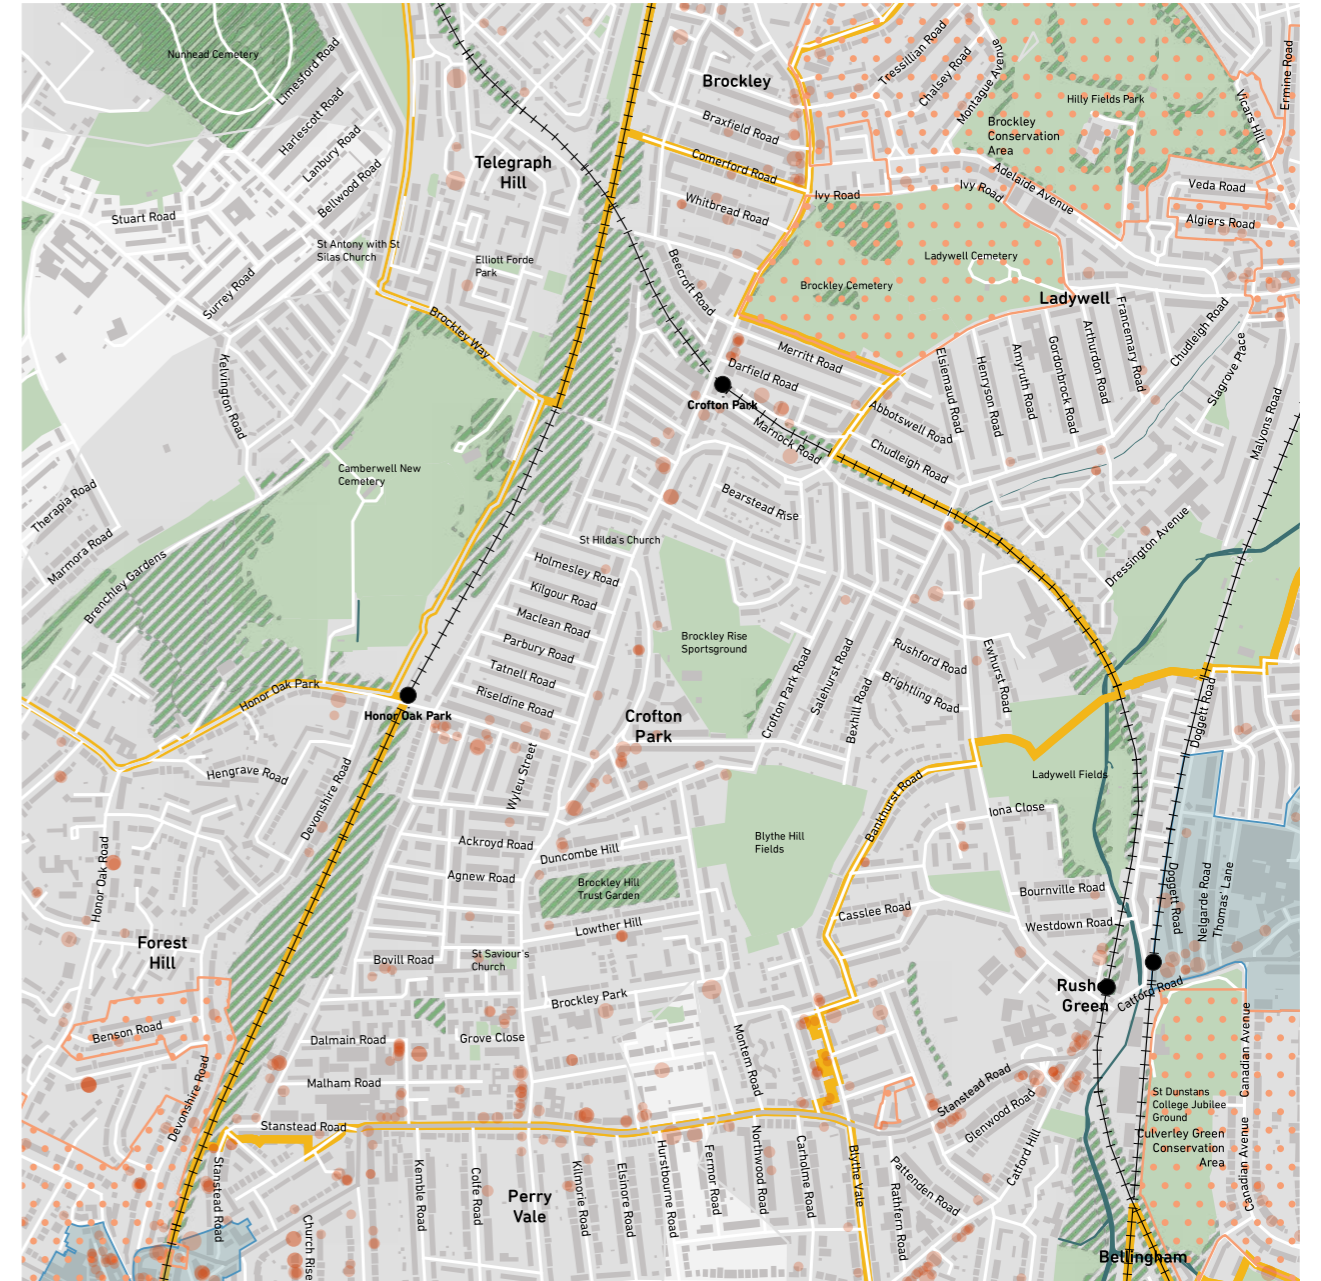 Nunhead Cemetery
Limesford Road
Harlescott Road
Lanbury Road
Bellwood Road
Stuart Road
Surrey Road
St Antony with St
Silas Church
Telegraph
Hill
Elliott Forde
Park
Brockley
Braxfield Road
Comerford Road
Whitbread Road
Beecroft Road
Ivy Road
Tressillian Road
Chalsey Road
Montague Avenue
Hilly Fields Park
Brockley
Conservation
Area
Vicars Hill
Ermine Road
Adelaide Avenue
Ivy Road
Veda Road
Algiers Road
Ladywell Cemetery
Brockley Cemetery
Ladywell
Brockley Way
Kelvington Road
Merritt Road
Darfield Road
Crofton Park
Marnock Road
Abbotswell Road
Chudleigh Road
Elsiemaud Road
Henryson Road
Amyruth Road
Gordonbrock Road
Arthurdon Road
Francemary Road
Chudleigh Road
Slagrove Place
Malyons Road
Camberwell New
Cemetery
Therapia Road
Marmora Road
Brenchley Gardens
Bearstead Rise
St Hilda's Church
Holmesley Road
Kilgour Road
Maclean Road
Parbury Road
Tatnell Road
Riseldine Road
Dressington Avenue
Brockley Rise
Sportsground
Crofton Park Road
Salehurst Road
Bexhill Road
Rushford Road
Brightling Road
Ewhurst Road
Honor Oak Park
Honor Oak Park
Crofton
Park
Doggett Road
Hengrave Road
Devonshire Road
Wyleu Street
Ladywell Fields
Bankhurst Road
Iona Close
Honor Oak Road
Ackroyd Road
Duncombe Hill
Blythe Hill
Fields
Agnew Road
Brockley Hill
Trust Garden
Bournville Road
Doggett Road
Nelgarde Road
Thomas' Lane
Casslee Road
Lowther Hill
Westdown Road
Forest
Hill
Bovill Road
St Saviour's
Church
Brockley Park
Rushey
Green
Catford Road
Benson Road
Dalmain Road
Grove Close
Montem Road
Malham Road
Devonshire Road
Stanstead Road
Stanstead Road
Glenwood Road
Canadian Avenue
St Dunstans
College Jubilee
Ground
Culverley Green
Conservation
Area
Canadian Avenue
Stanstead Road
Kemble Road
Colfe Road
Perry
Vale
Kilmorie Road
Elsinore Road
Hurstbourne Road
Fermor Road
Northwood Road
Carholme Road
Blythe Vale
Pattenden Road
Rathfern Road
Catford Hill
Church Rise
Bellingham